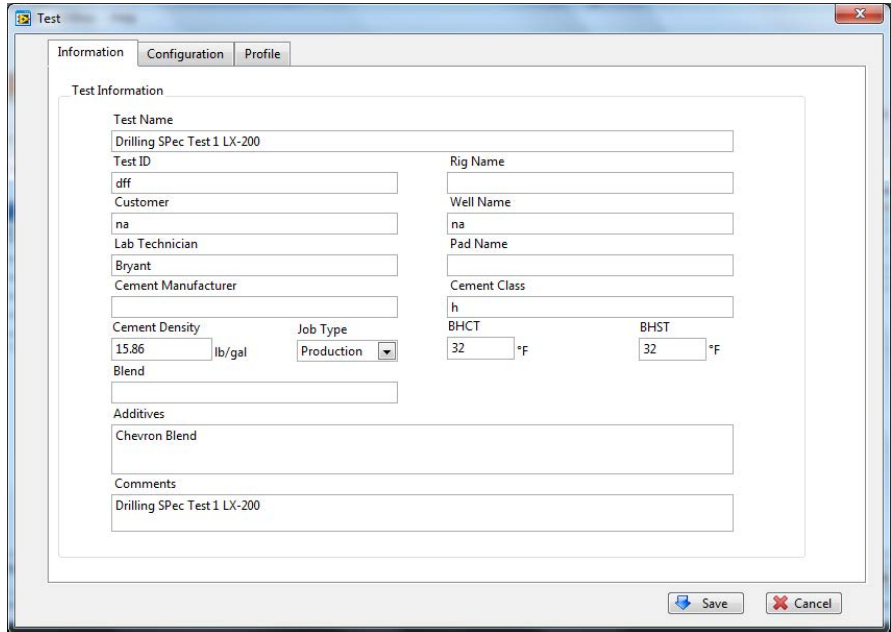 Test
Information Configuration Profile
Test Information
Test Name
Drilling SPec Test 1 LX-200
Test ID Rig Name
dff
Customer Well Name
na na
Lab Technician Pad Name
Bryant
Cement Manufacturer Cement Class
h
Cement Density Job Type BHCT BHST
15.86 lb/gal Production 32 °F 32 °F
Blend
Additives
Chevron Blend
Comments
Drilling SPec Test 1 LX-200
Save Cancel